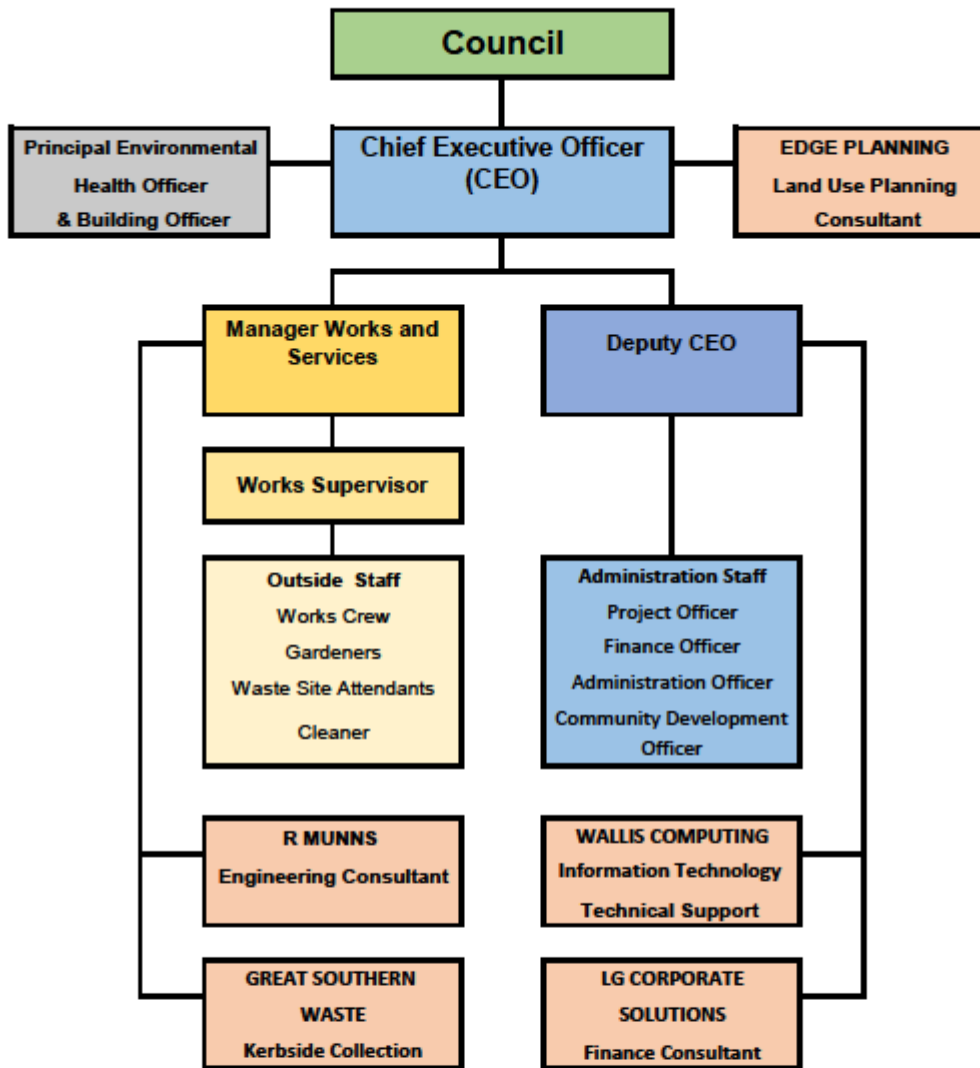 Council
Principal Environmental
Health Officer
& Building Officer
Chief Executive Officer
(CEO)
EDGE PLANNING
Land Use Planning
Consultant
Manager Works and
Services
Deputy CEO
Works Supervisor
Outside Staff
Works Crew
Gardeners
Waste Site Attendants
Cleaner
Administration Staff
Project Officer
Finance Officer
Administration Officer
Community Development
Officer
R MUNNS
Engineering Consultant
WALLIS COMPUTING
Information Technology
Technical Support
GREAT SOUTHERN
WASTE
Kerbside Collection
LG CORPORATE
SOLUTIONS
Finance Consultant